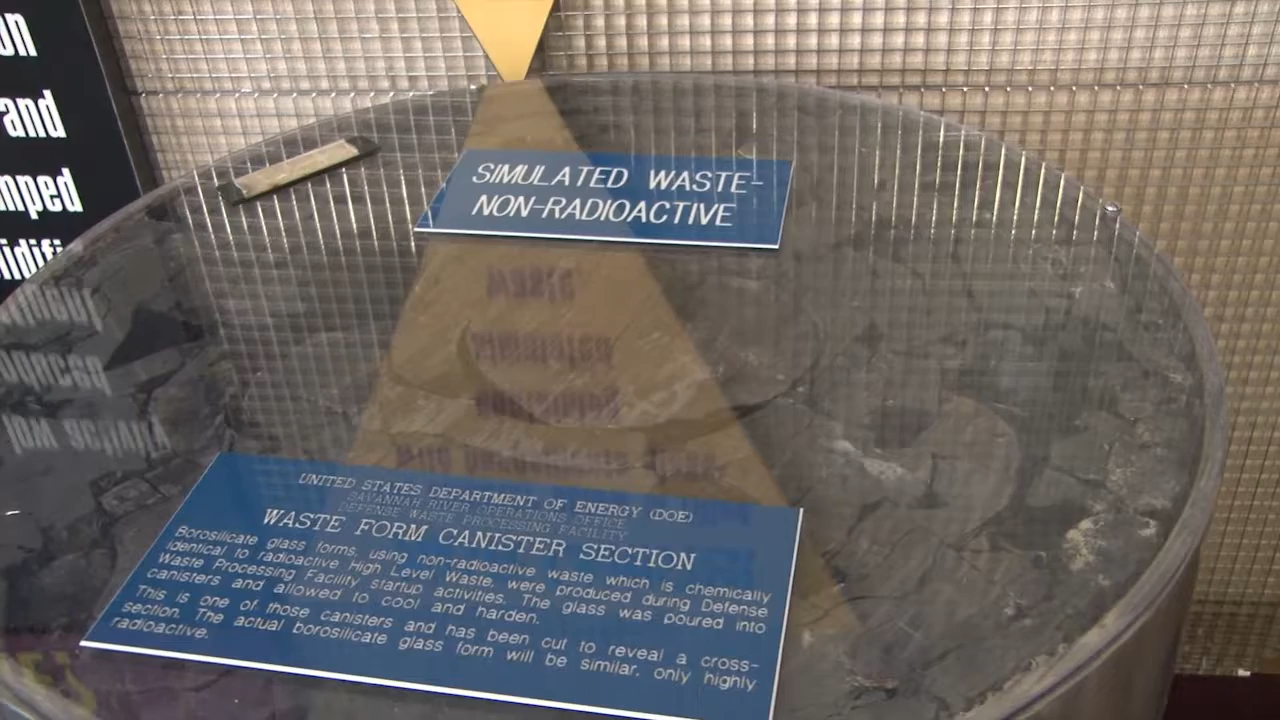 on
and
mped
idifi
SIMULATED WASTE-
NON-RADIOACTIVE
UNITED STATES DEPARTMENT OF ENERGY (DOE)
SAVANNAH RIVER OPERATIONS OFFICE
DEFENSE WASTE PROCESSING FACILITY
WASTE FORM CANISTER SECTION
Borosilicate glass forms, using non-radioactive waste which is chemically
identical to radioactive High Level Waste, were produced during Defense
Waste Processing Facility startup activities. The glass was poured into
canisters and allowed to cool and harden.
This is one of those canisters and has been cut to reveal a cross-
section. The actual borosilicate glass form will be similar, only highly
radioactive.